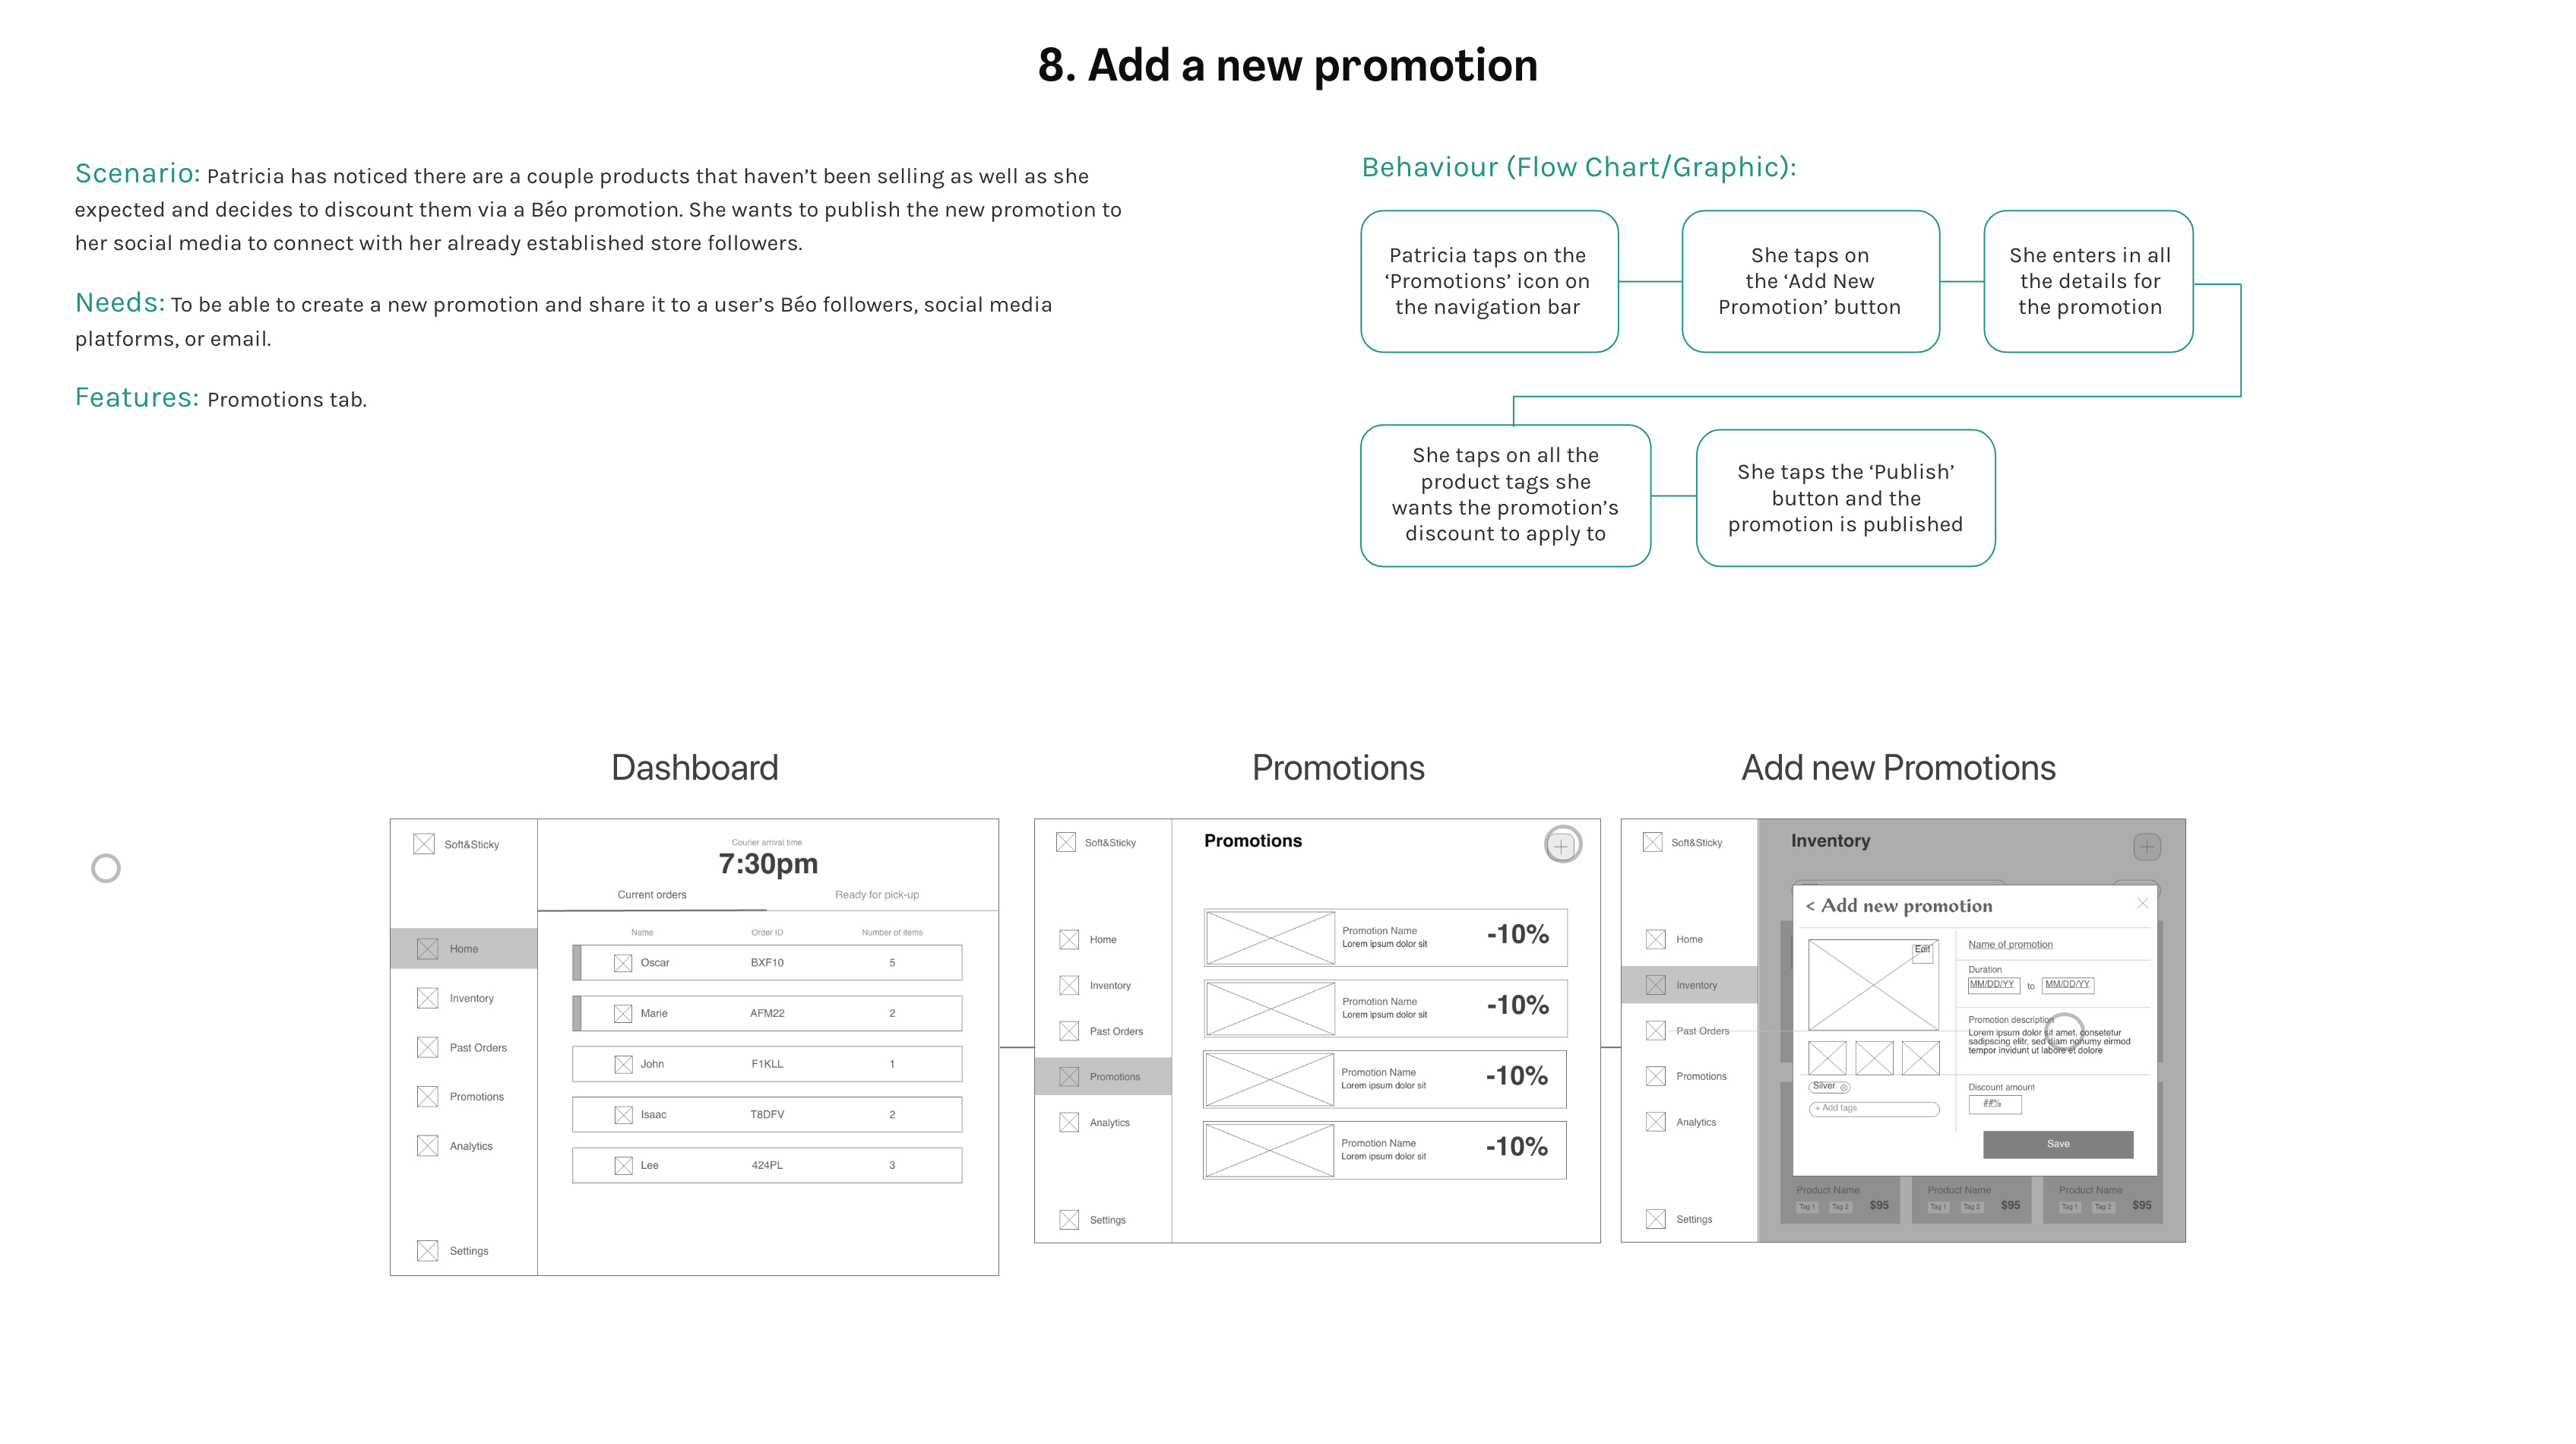 8. Add a new promotion
Scenario: Patricia has noticed there are a couple products that haven’t been selling as well as she
expected and decides to discount them via a Béo promotion. She wants to publish the new promotion to
her social media to connect with her already established store followers.
Needs: To be able to create a new promotion and share it to a user’s Béo followers, social media
platforms, or email.
Features: Promotions tab.
Behaviour (Flow Chart/Graphic):
Patricia taps on the
‘Promotions’ icon on
the navigation bar
She taps on
the ‘Add New
Promotion’ button
She enters in all
the details for
the promotion
She taps on all the
product tags she
wants the promotion’s
discount to apply to
She taps the ‘Publish’
button and the
promotion is published
Dashboard
Soft&Sticky
Home
Inventory
Past Orders
Promotions
Analytics
Settings
Courier arrival time
7:30pm
Current orders
Ready for pick-up
Name Order ID Number of items
Oscar BXF10 5
Marie AFM22 2
John F1KLL 1
Isaac T8DFV 2
Lee 424PL 3
Promotions
Soft&Sticky
Home
Inventory
Past Orders
Promotions
Analytics
Settings
Promotions
Promotion Name
Lorem ipsum dolor sit
-10%
Promotion Name
Lorem ipsum dolor sit
-10%
Promotion Name
Lorem ipsum dolor sit
-10%
Promotion Name
Lorem ipsum dolor sit
-10%
Add new Promotions
Soft&Sticky
Home
Inventory
Past Orders
Promotions
Analytics
Settings
Inventory
< Add new promotion
Edit
Silver
+ Add tags
Name of promotion
Duration
MM/DD/YY to MM/DD/YY
Promotion description
Lorem ipsum dolor sit amet, consetetur
sadipscing elitr, sed diam nonumy eirmod
tempor invidunt ut labore et dolore
Discount amount
##%
Save
Product Name
Tag 1 Tag 2 $95
Product Name
Tag 1 Tag 2 $95
Product Name
Tag 1 Tag 2 $95